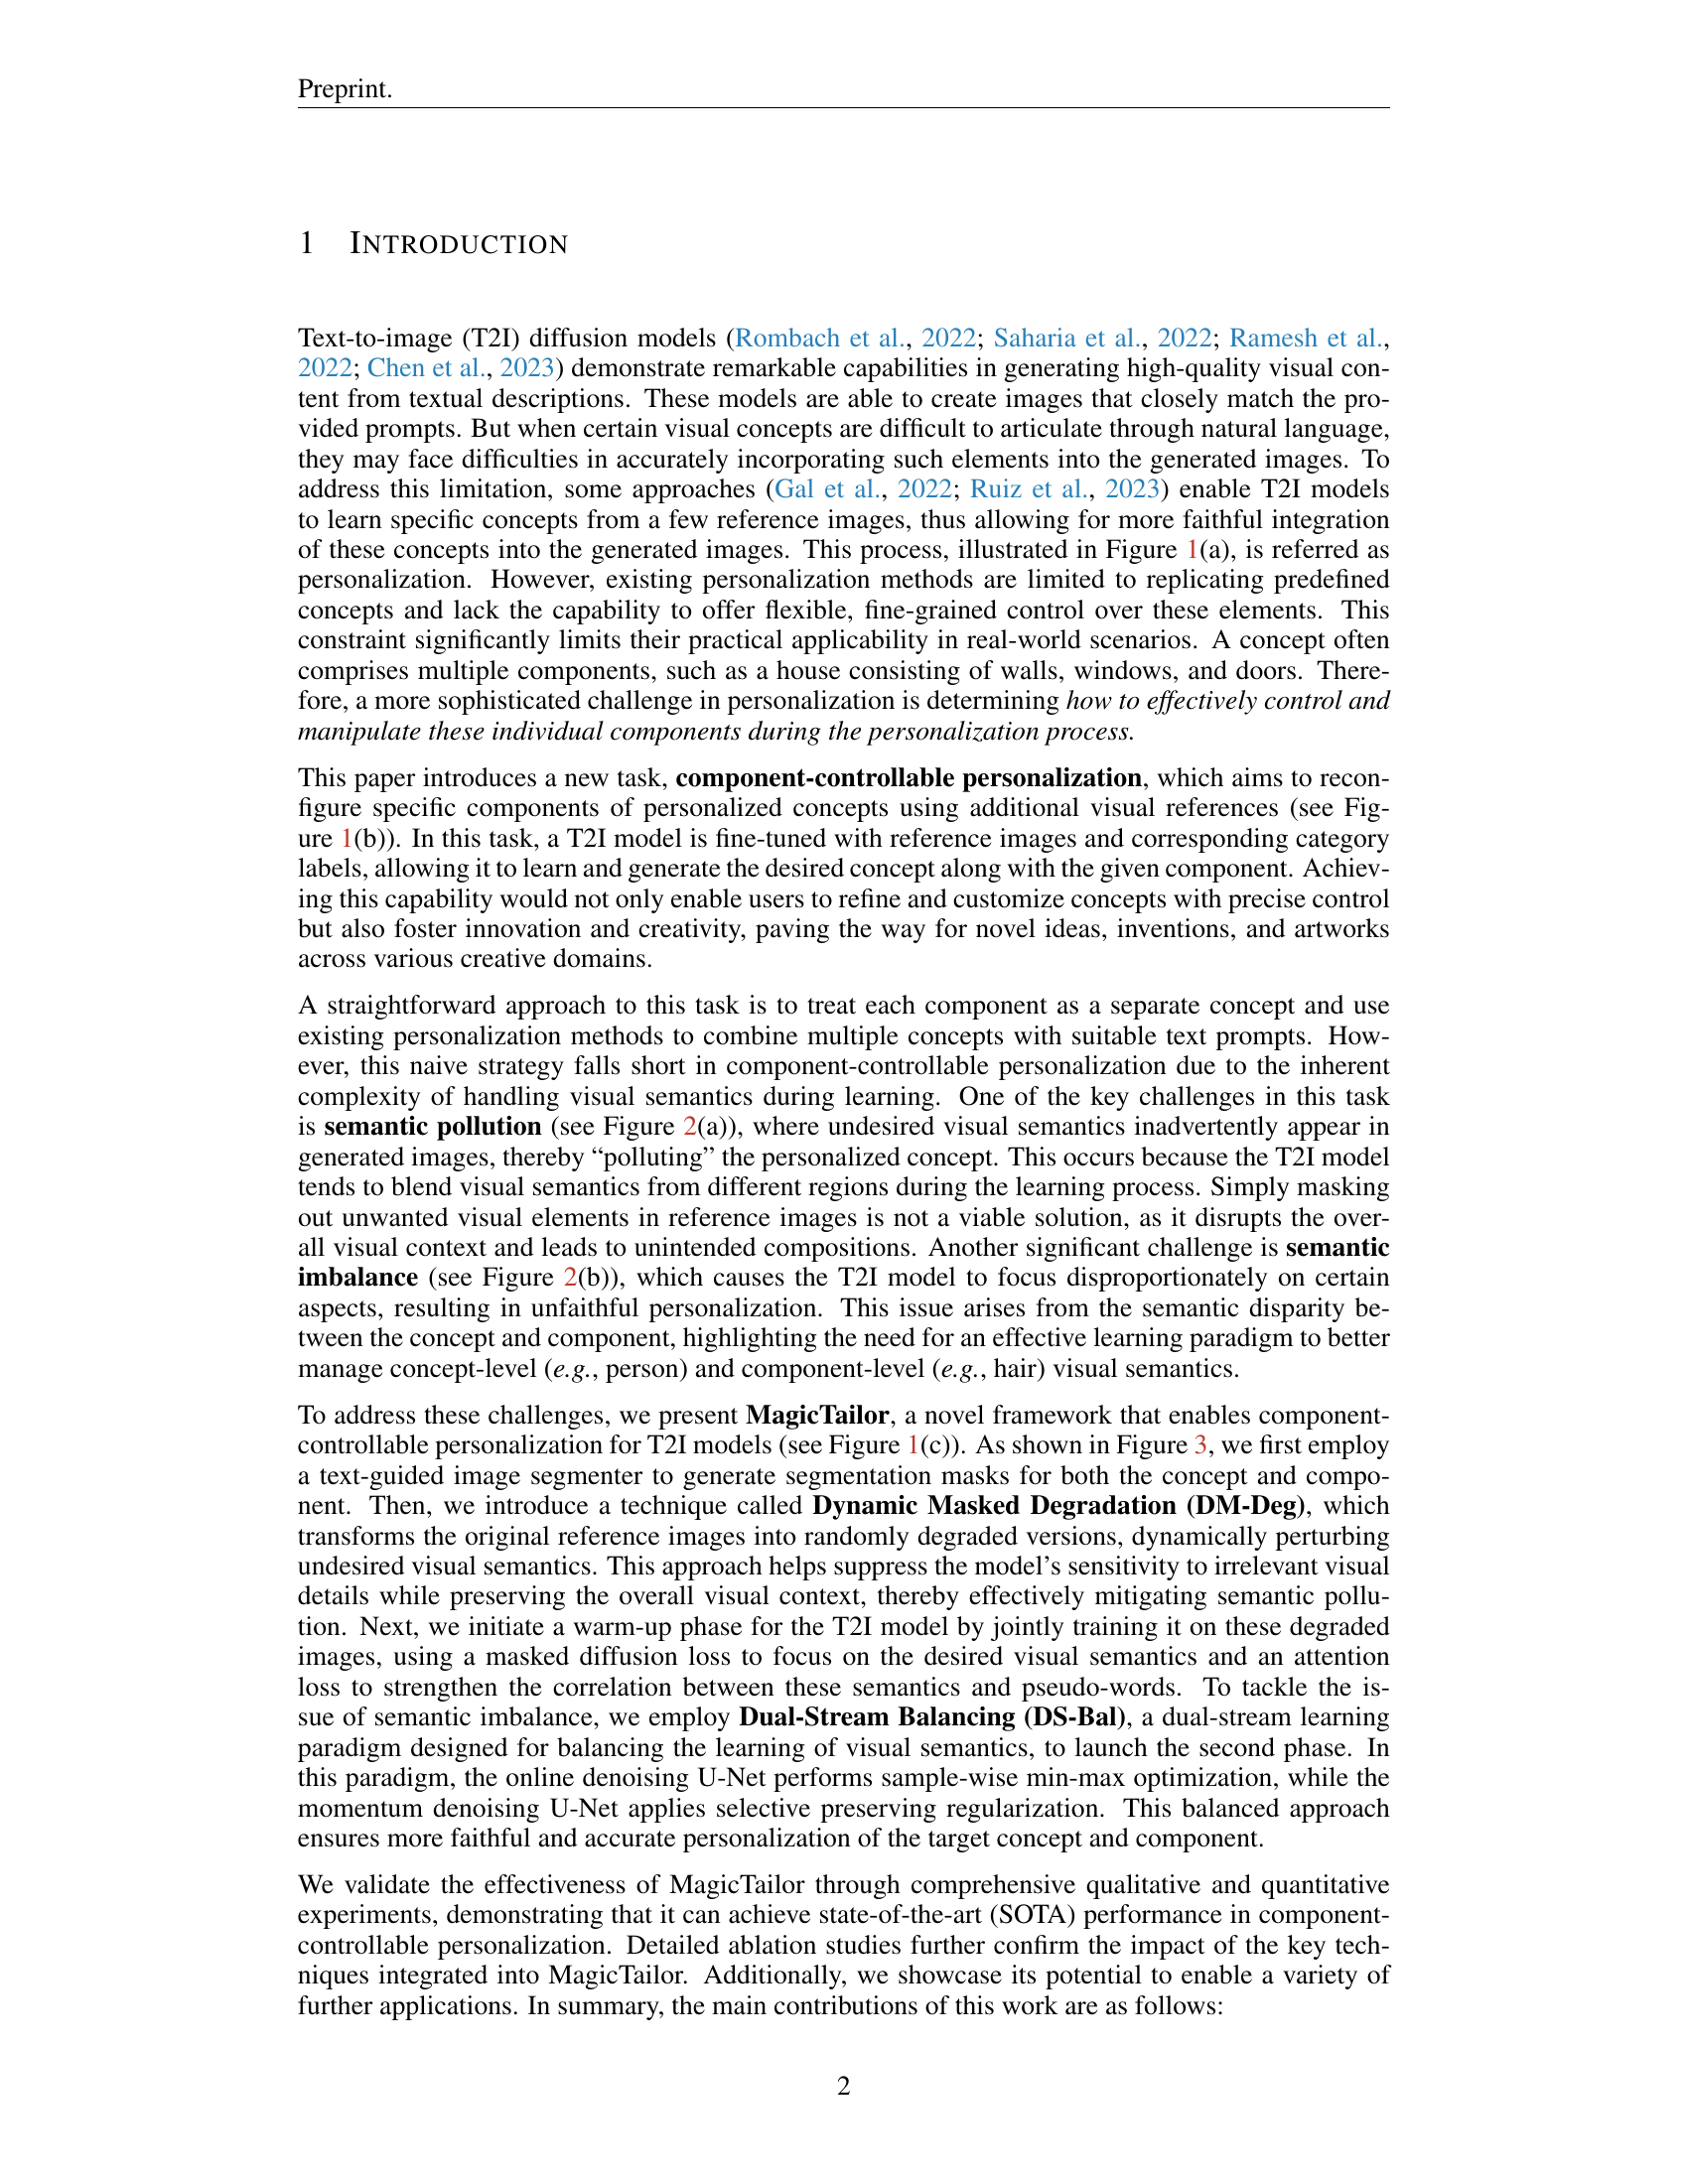 Preprint.
1 INTRODUCTION
Text-to-image (T2I) diffusion models (Rombach et al., 2022; Saharia et al., 2022; Ramesh et al.,
2022; Chen et al., 2023) demonstrate remarkable capabilities in generating high-quality visual con-
tent from textual descriptions. These models are able to create images that closely match the pro-
vided prompts. But when certain visual concepts are difficult to articulate through natural language,
they may face difficulties in accurately incorporating such elements into the generated images. To
address this limitation, some approaches (Gal et al., 2022; Ruiz et al., 2023) enable T2I models
to learn specific concepts from a few reference images, thus allowing for more faithful integration
of these concepts into the generated images. This process, illustrated in Figure 1(a), is referred as
personalization. However, existing personalization methods are limited to replicating predefined
concepts and lack the capability to offer flexible, fine-grained control over these elements. This
constraint significantly limits their practical applicability in real-world scenarios. A concept often
comprises multiple components, such as a house consisting of walls, windows, and doors. There-
fore, a more sophisticated challenge in personalization is determining how to effectively control and
manipulate these individual components during the personalization process.
This paper introduces a new task, component-controllable personalization, which aims to recon-
figure specific components of personalized concepts using additional visual references (see Fig-
ure 1(b)). In this task, a T2I model is fine-tuned with reference images and corresponding category
labels, allowing it to learn and generate the desired concept along with the given component. Achiev-
ing this capability would not only enable users to refine and customize concepts with precise control
but also foster innovation and creativity, paving the way for novel ideas, inventions, and artworks
across various creative domains.
A straightforward approach to this task is to treat each component as a separate concept and use
existing personalization methods to combine multiple concepts with suitable text prompts. How-
ever, this naive strategy falls short in component-controllable personalization due to the inherent
complexity of handling visual semantics during learning. One of the key challenges in this task
is semantic pollution (see Figure 2(a)), where undesired visual semantics inadvertently appear in
generated images, thereby “polluting” the personalized concept. This occurs because the T2I model
tends to blend visual semantics from different regions during the learning process. Simply masking
out unwanted visual elements in reference images is not a viable solution, as it disrupts the over-
all visual context and leads to unintended compositions. Another significant challenge is semantic
imbalance (see Figure 2(b)), which causes the T2I model to focus disproportionately on certain
aspects, resulting in unfaithful personalization. This issue arises from the semantic disparity be-
tween the concept and component, highlighting the need for an effective learning paradigm to better
manage concept-level (e.g., person) and component-level (e.g., hair) visual semantics.
To address these challenges, we present MagicTailor, a novel framework that enables component-
controllable personalization for T2I models (see Figure 1(c)). As shown in Figure 3, we first employ
a text-guided image segmenter to generate segmentation masks for both the concept and compo-
nent. Then, we introduce a technique called Dynamic Masked Degradation (DM-Deg), which
transforms the original reference images into randomly degraded versions, dynamically perturbing
undesired visual semantics. This approach helps suppress the model’s sensitivity to irrelevant visual
details while preserving the overall visual context, thereby effectively mitigating semantic pollu-
tion. Next, we initiate a warm-up phase for the T2I model by jointly training it on these degraded
images, using a masked diffusion loss to focus on the desired visual semantics and an attention
loss to strengthen the correlation between these semantics and pseudo-words. To tackle the is-
sue of semantic imbalance, we employ Dual-Stream Balancing (DS-Bal), a dual-stream learning
paradigm designed for balancing the learning of visual semantics, to launch the second phase. In
this paradigm, the online denoising U-Net performs sample-wise min-max optimization, while the
momentum denoising U-Net applies selective preserving regularization. This balanced approach
ensures more faithful and accurate personalization of the target concept and component.
We validate the effectiveness of MagicTailor through comprehensive qualitative and quantitative
experiments, demonstrating that it can achieve state-of-the-art (SOTA) performance in component-
controllable personalization. Detailed ablation studies further confirm the impact of the key tech-
niques integrated into MagicTailor. Additionally, we showcase its potential to enable a variety of
further applications. In summary, the main contributions of this work are as follows:
2